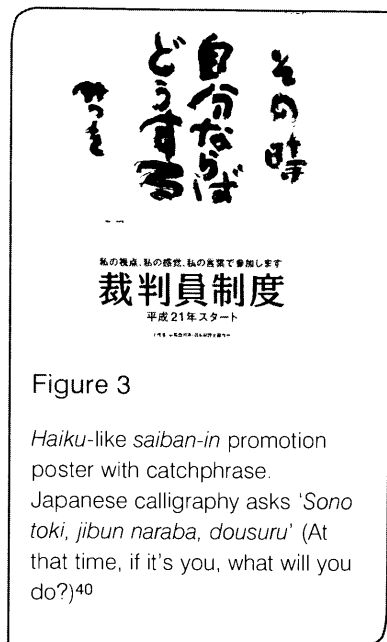 その時
自分ならば
どうする
みつを
私の視点、私の感覚、私の言葉で参加します
裁判員制度
平成21年スタート
Figure 3
Haiku-like saiban-in promotion
poster with catchphrase.
Japanese calligraphy asks ‘Sono
toki, jibun naraba, dousuru’ (At
that time, if it’s you, what will you
do?)40